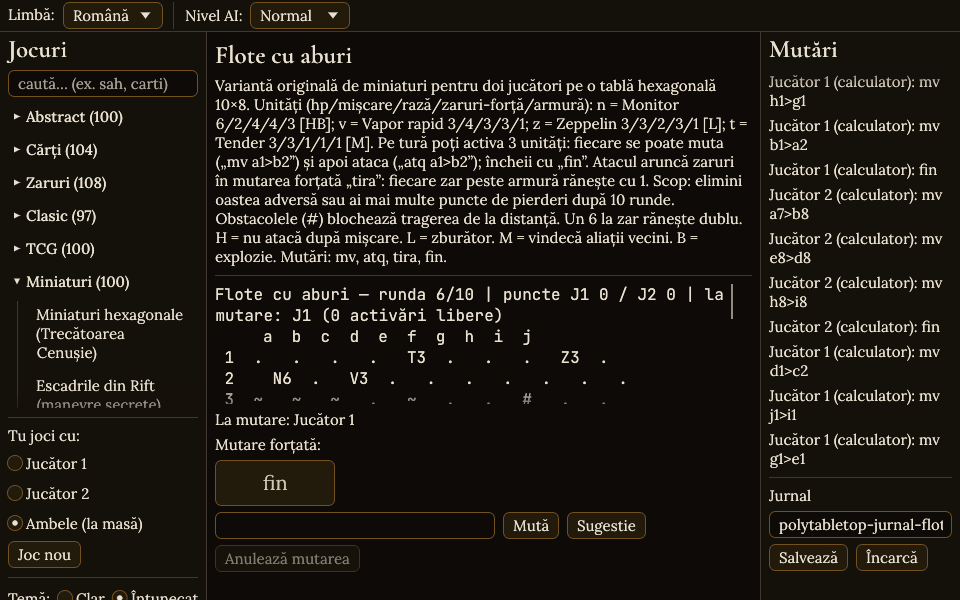 Limbă: Română ▼ Nivel AI: Normal ▼
Jocuri
caută... (ex. sah, carti)
▸ Abstract (100)
▸ Cărți (104)
▸ Zaruri (108)
▸ Clasic (97)
▸ TCG (100)
▾ Miniaturi (100)
Miniaturi hexagonale
(Trecătoarea
Cenușie)
Escadrile din Rift
(manevre secrete)
Tu joci cu:
Jucător 1
Jucător 2
Ambele (la masă)
Joc nou
Temă: Clar Întunecat
Flote cu aburi
Variantă originală de miniaturi pentru doi jucători pe o tablă hexagonală
10×8. Unități (hp/mișcare/rază/zaruri-forță/armură): n = Monitor
6/2/4/4/3 [HB]; v = Vapor rapid 3/4/3/3/1; z = Zeppelin 3/3/2/3/1 [L]; t =
Tender 3/3/1/1/1 [M]. Pe tură poți activa 3 unități: fiecare se poate muta
(„mv a1>b2”) și apoi ataca („atq a1>b2”); închei cu „fin”. Atacul aruncă zaruri
în mutarea forțată „tira”: fiecare zar peste armură rănește cu 1. Scop: elimini
oastea adversă sau ai mai multe puncte de pierderi după 10 runde.
Obstacolele (#) blochează tragerea de la distanță. Un 6 la zar rănește dublu.
H = nu atacă după mișcare. L = zburător. M = vindecă aliații vecini. B =
explozie. Mutări: mv, atq, tira, fin.
Flote cu aburi — runda 6/10 | puncte J1 0 / J2 0 | la
mutare: J1 (0 activări libere)
a b c d e f g h i j
1 . . . . T3 . . . Z3 .
2 N6 . V3 . . . . . . .
3 ~ ~ ~ . ~ . . # . .
La mutare: Jucător 1
Mutare forțată:
fin
Mută Sugestie
Anulează mutarea
Mutări
Jucător 1 (calculator): mv
h1>g1
Jucător 1 (calculator): mv
b1>a2
Jucător 1 (calculator): fin
Jucător 2 (calculator): mv
a7>b8
Jucător 2 (calculator): mv
e8>d8
Jucător 2 (calculator): mv
h8>i8
Jucător 2 (calculator): fin
Jucător 1 (calculator): mv
d1>c2
Jucător 1 (calculator): mv
j1>i1
Jucător 1 (calculator): mv
g1>e1
Jurnal
polytabletop-jurnal-flot
Salvează Încarcă